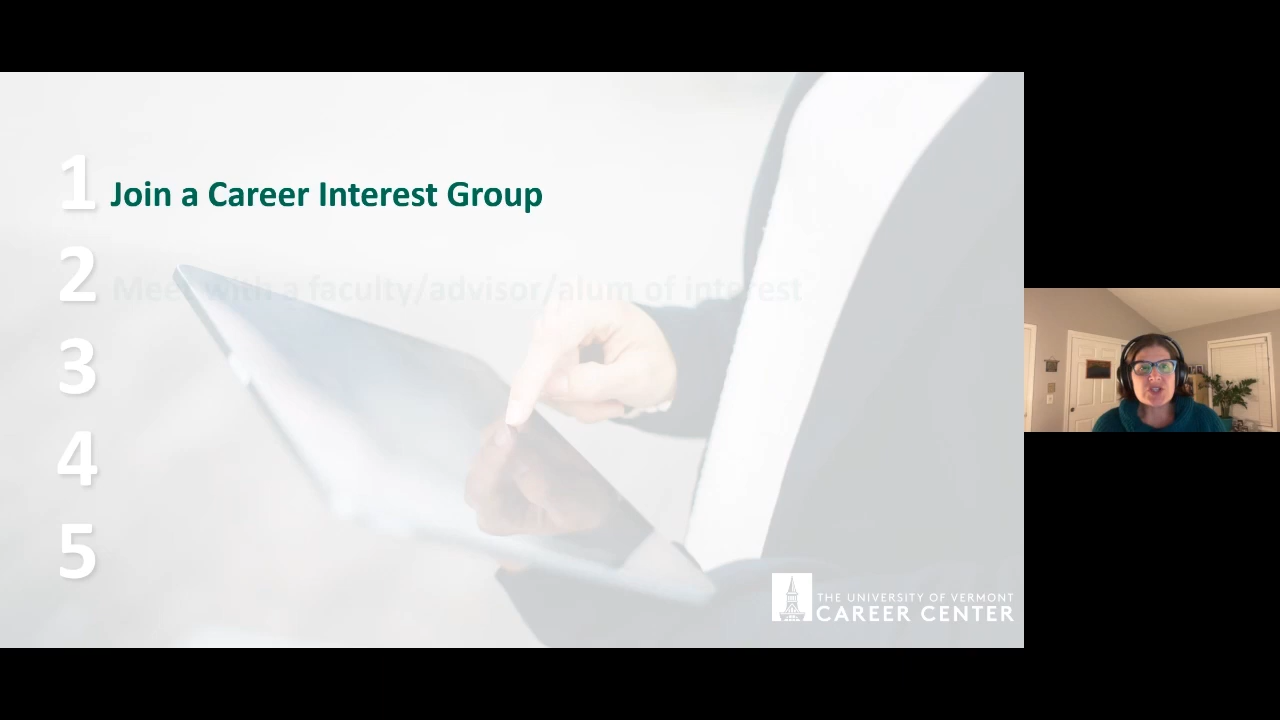 1 Join a Career Interest Group
2 Meet with a faculty/advisor/alum of interest
3
4
5
THE UNIVERSITY OF VERMONT
CAREER CENTER